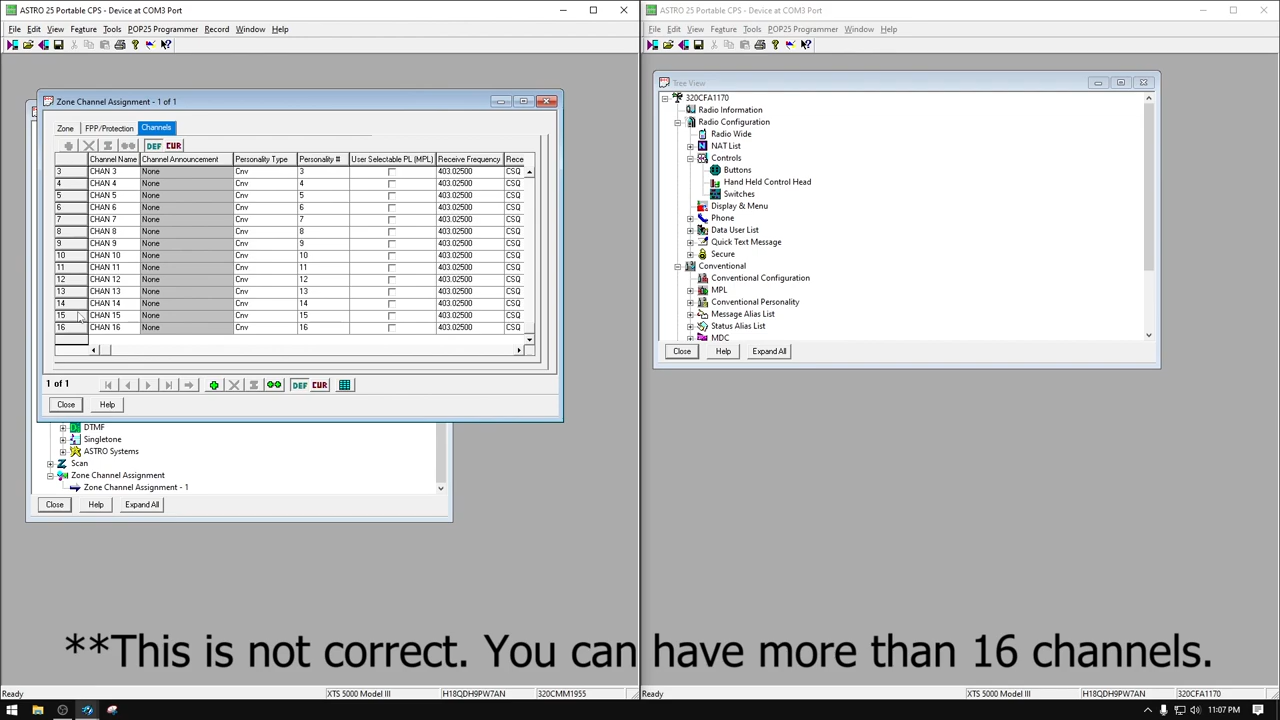 ASTRO 25 Portable CPS - Device at COM3 Port
File Edit View Feature Tools POP25 Programmer Record Window Help
Zone Channel Assignment - 1 of 1
Zone FPP/Protection Channels
DEF CUR
Channel Name Channel Announcement Personality Type Personality # User Selectable PL (MPL) Receive Frequency Rece
3 CHAN 3 None Cnv 3 403.02500 CSQ
4 CHAN 4 None Cnv 4 403.02500 CSQ
5 CHAN 5 None Cnv 5 403.02500 CSQ
6 CHAN 6 None Cnv 6 403.02500 CSQ
7 CHAN 7 None Cnv 7 403.02500 CSQ
8 CHAN 8 None Cnv 8 403.02500 CSQ
9 CHAN 9 None Cnv 9 403.02500 CSQ
10 CHAN 10 None Cnv 10 403.02500 CSQ
11 CHAN 11 None Cnv 11 403.02500 CSQ
12 CHAN 12 None Cnv 12 403.02500 CSQ
13 CHAN 13 None Cnv 13 403.02500 CSQ
14 CHAN 14 None Cnv 14 403.02500 CSQ
15 CHAN 15 None Cnv 15 403.02500 CSQ
16 CHAN 16 None Cnv 16 403.02500 CSQ
1 of 1 DEF CUR
Close Help
DTMF
Singletone
ASTRO Systems
Scan
Zone Channel Assignment
Zone Channel Assignment - 1
Close Help Expand All
ASTRO 25 Portable CPS - Device at COM3 Port
File Edit View Feature Tools POP25 Programmer Window Help
Tree View
320CFA1170
Radio Information
Radio Configuration
Radio Wide
NAT List
Controls
Buttons
Hand Held Control Head
Switches
Display & Menu
Phone
Data User List
Quick Text Message
Secure
Conventional
Conventional Configuration
MPL
Conventional Personality
Message Alias List
Status Alias List
MDC
Close Help Expand All
**This is not correct. You can have more than 16 channels.
Ready XTS 5000 Model III H18QDH9PW7AN 320CMM1955
Ready XTS 5000 Model III H18QDH9PW7AN 320CFA1170
11:07 PM